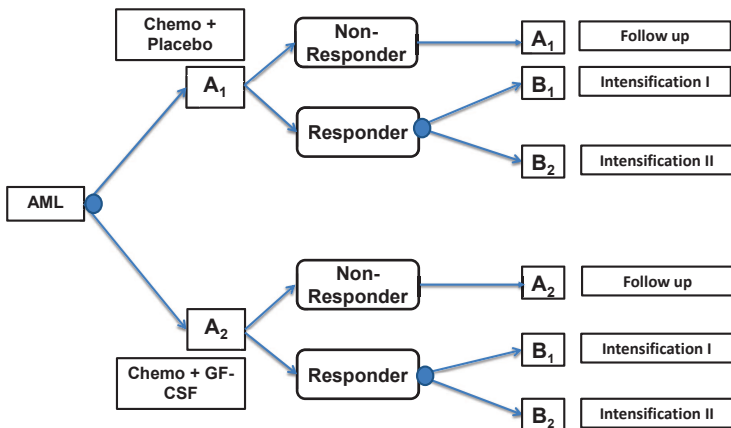 Chemo +
Placebo
Non-
Responder
A₁
Follow up
A₁
B₁
Intensification I
Responder
B₂
Intensification II
AML
Non-
Responder
A₂
Follow up
A₂
B₁
Intensification I
Chemo + GF-
CSF
Responder
B₂
Intensification II